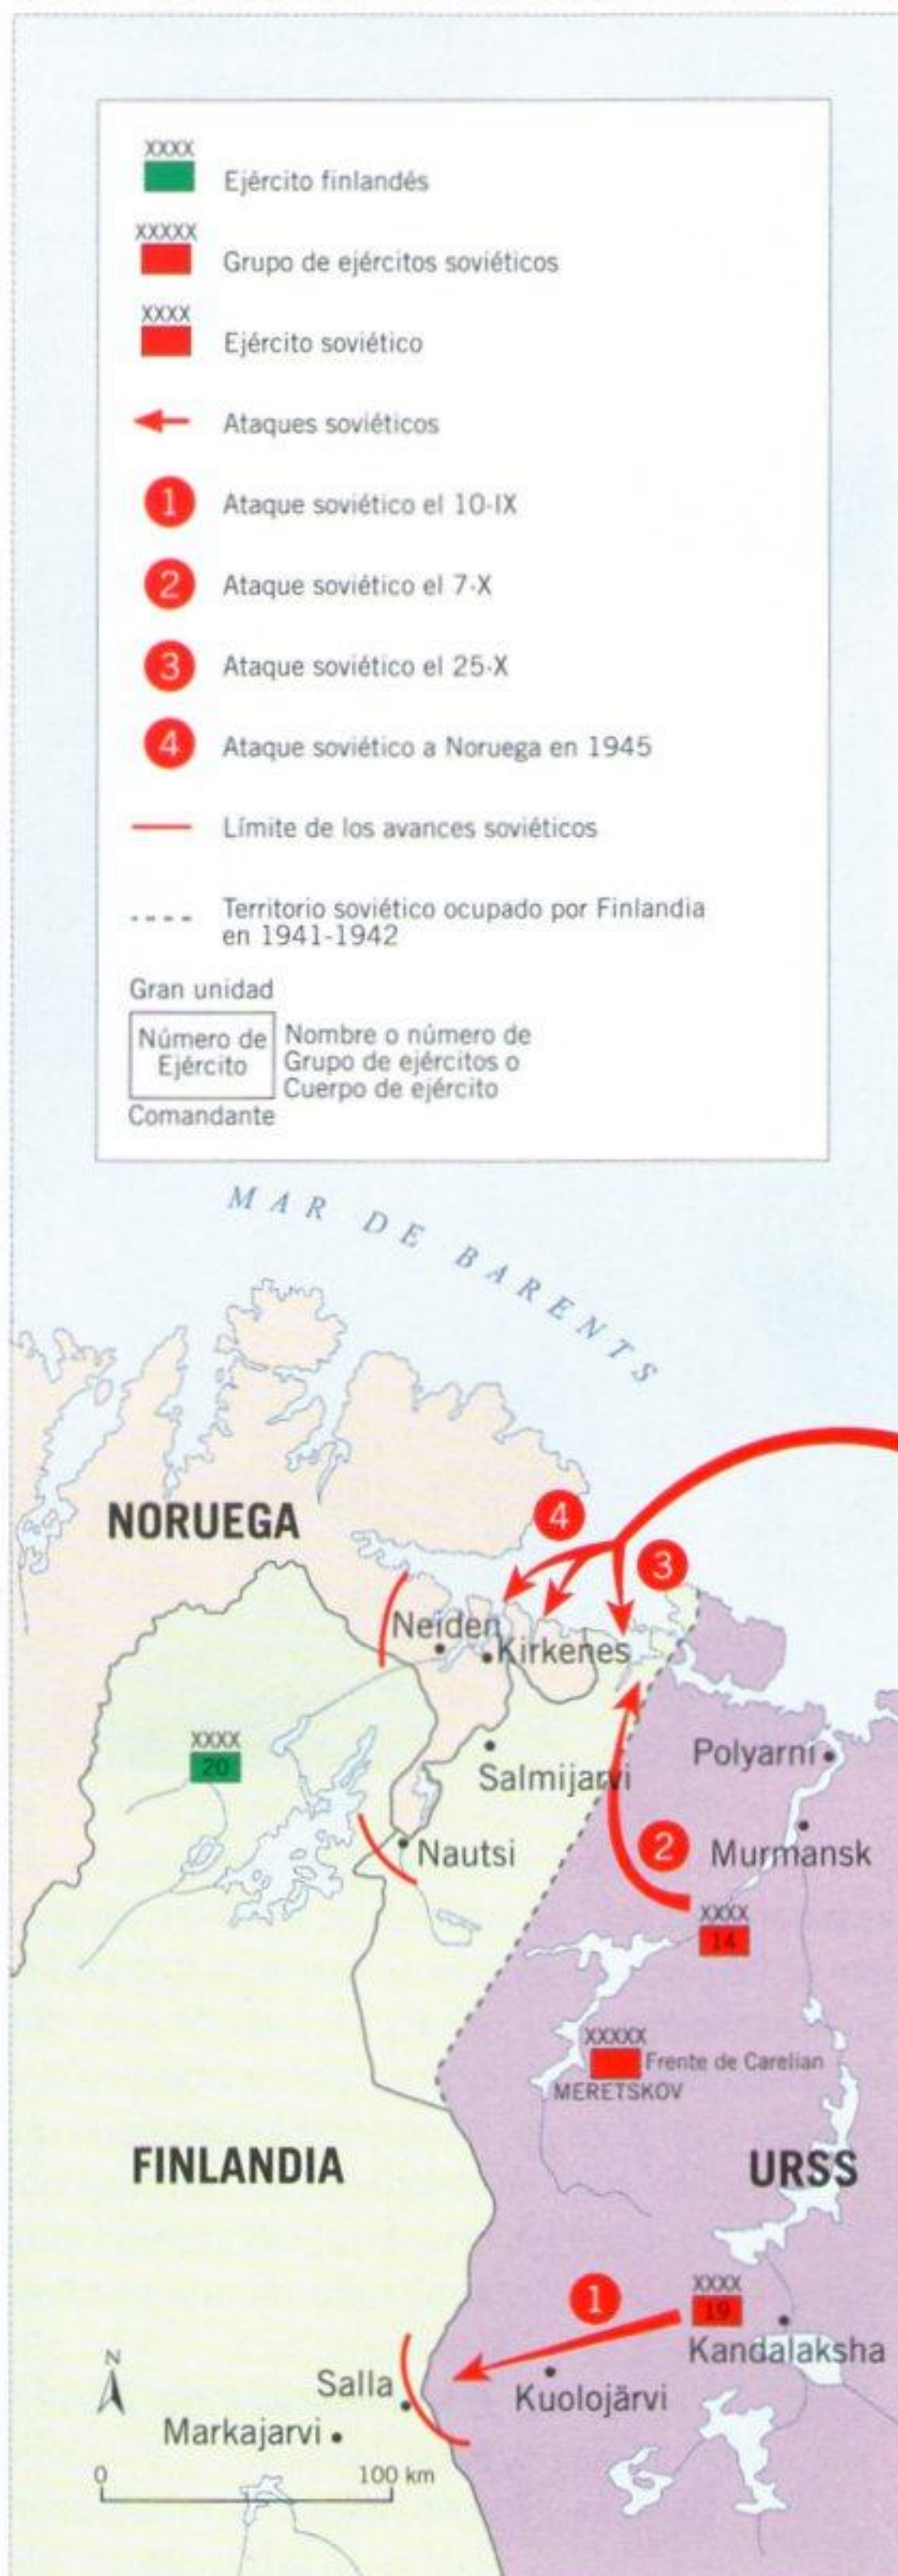 XXXX
Ejército finlandés
XXXXX
Grupo de ejércitos soviéticos
XXXX
Ejército soviético
Ataques soviéticos
1
Ataque soviético el 10-IX
2
Ataque soviético el 7-X
3
Ataque soviético el 25-X
4
Ataque soviético a Noruega en 1945
Límite de los avances soviéticos
Territorio soviético ocupado por Finlandia
en 1941-1942
Gran unidad
Número de
Ejército
Nombre o número de
Grupo de ejércitos o
Cuerpo de ejército
Comandante
MAR DE BARENTS
NORUEGA
4
3
Neiden
Kirkenes
XXXX
20
Salmijarvi
Polyarni
Nautsi
2
Murmansk
XXXX
14
XXXXX
Frente de Carelian
MERETSKOV
FINLANDIA
URSS
1
XXXX
19
Kandalaksha
N
Salla
Kuolojärvi
Markajarvi
0
100 km